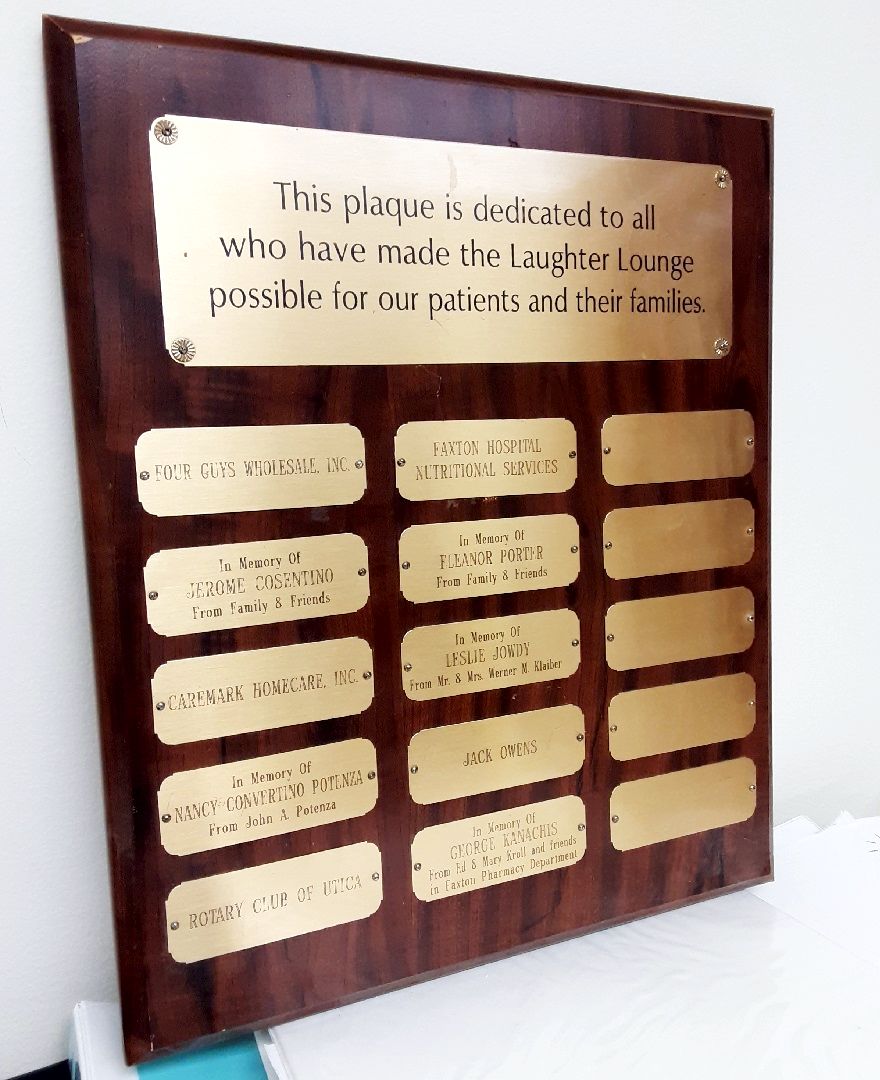 This plaque is dedicated to all
who have made the Laughter Lounge
possible for our patients and their families.
FOUR GUYS WHOLESALE, INC.
In Memory Of
JEROME COSENTINO
From Family & Friends
CAREMARK HOMECARE, INC.
In Memory Of
NANCY CONVERTINO POTENZA
From John A. Potenza
ROTARY CLUB OF UTICA
FAXTON HOSPITAL
NUTRITIONAL SERVICES
In Memory Of
ELEANOR PORTER
From Family & Friends
In Memory Of
LESLIE JOWDY
From Mr. & Mrs. Werner M. Klaiber
JACK OWENS
In Memory Of
GEORGE KANACHIS
From Ed & Mary Kroll and friends
in Faxton Pharmacy Department